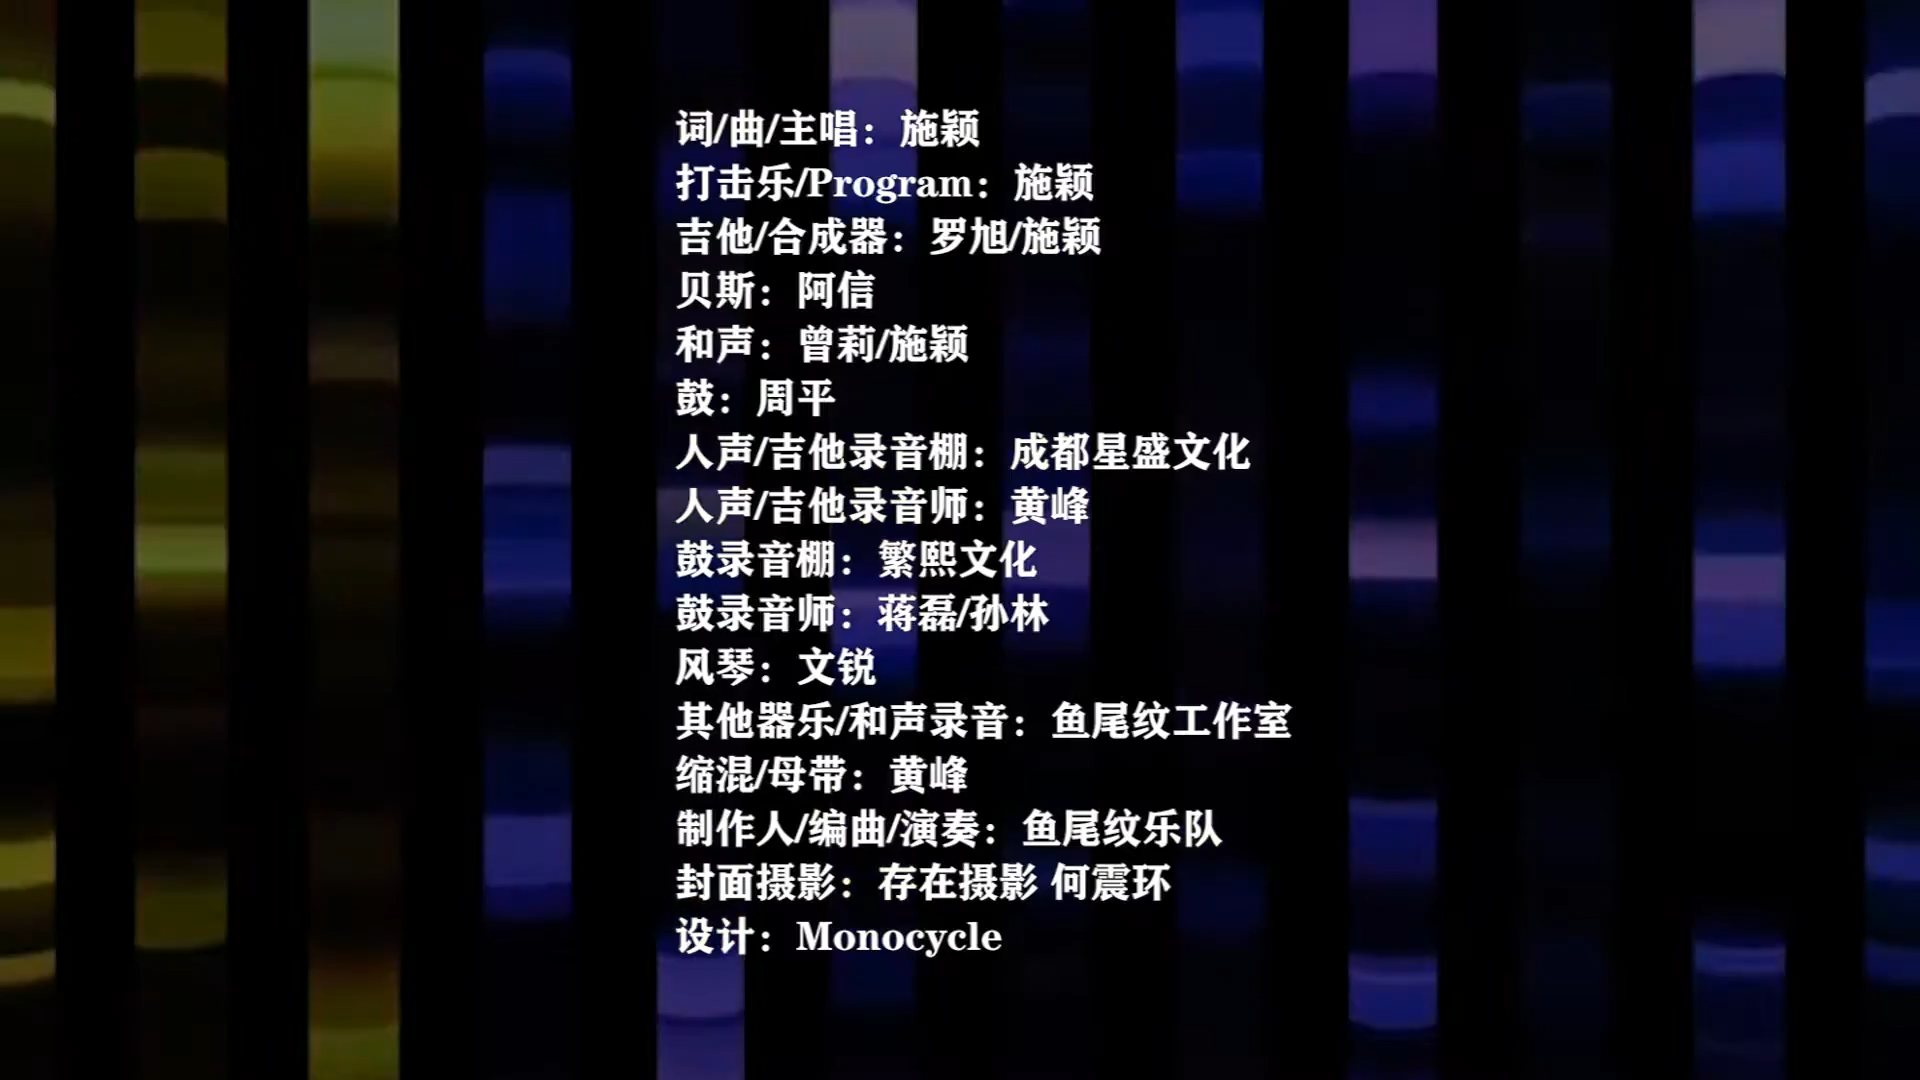 词/曲/主唱：施颖
打击乐/Program：施颖
吉他/合成器：罗旭/施颖
贝斯：阿信
和声：曾莉/施颖
鼓：周平
人声/吉他录音棚：成都星盛文化
人声/吉他录音师：黄峰
鼓录音棚：繁熙文化
鼓录音师：蒋磊/孙林
风琴：文锐
其他器乐/和声录音：鱼尾纹工作室
缩混/母带：黄峰
制作人/编曲/演奏：鱼尾纹乐队
封面摄影：存在摄影 何震环
设计：Monocycle